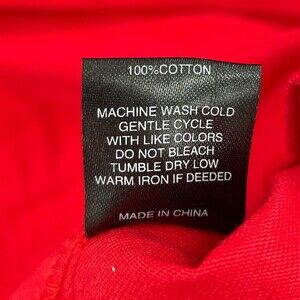 100%COTTON
MACHINE WASH COLD
GENTLE CYCLE
WITH LIKE COLORS
DO NOT BLEACH
TUMBLE DRY LOW
WARM IRON IF DEEDED
MADE IN CHINA